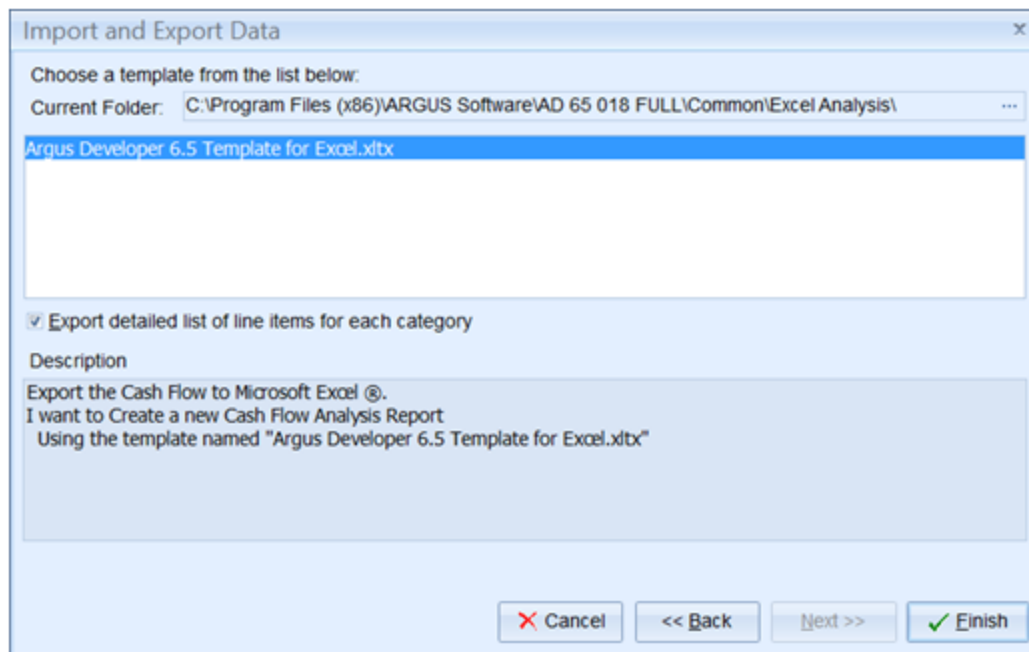 Import and Export Data
Choose a template from the list below:
Current Folder: C:\Program Files (x86)\ARGUS Software\AD 65 018 FULL\Common\Excel Analysis\ ...
Argus Developer 6.5 Template for Excel.xltx
Export detailed list of line items for each category
Description
Export the Cash Flow to Microsoft Excel ®.
I want to Create a new Cash Flow Analysis Report
Using the template named "Argus Developer 6.5 Template for Excel.xltx"
Cancel << Back Next >> Finish